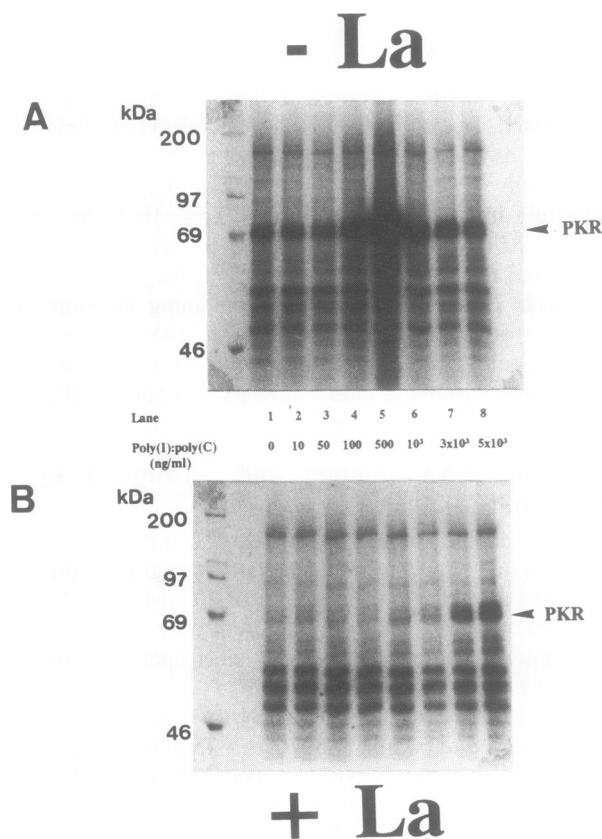 - La
A
kDa
200
97
69
46
PKR
Lane 1 2 3 4 5 6 7 8
Poly(I):poly(C) 0 10 50 100 500 10³ 3x10³ 5x10³
(ng/ml)
B
kDa
200
97
69
46
PKR
+ La